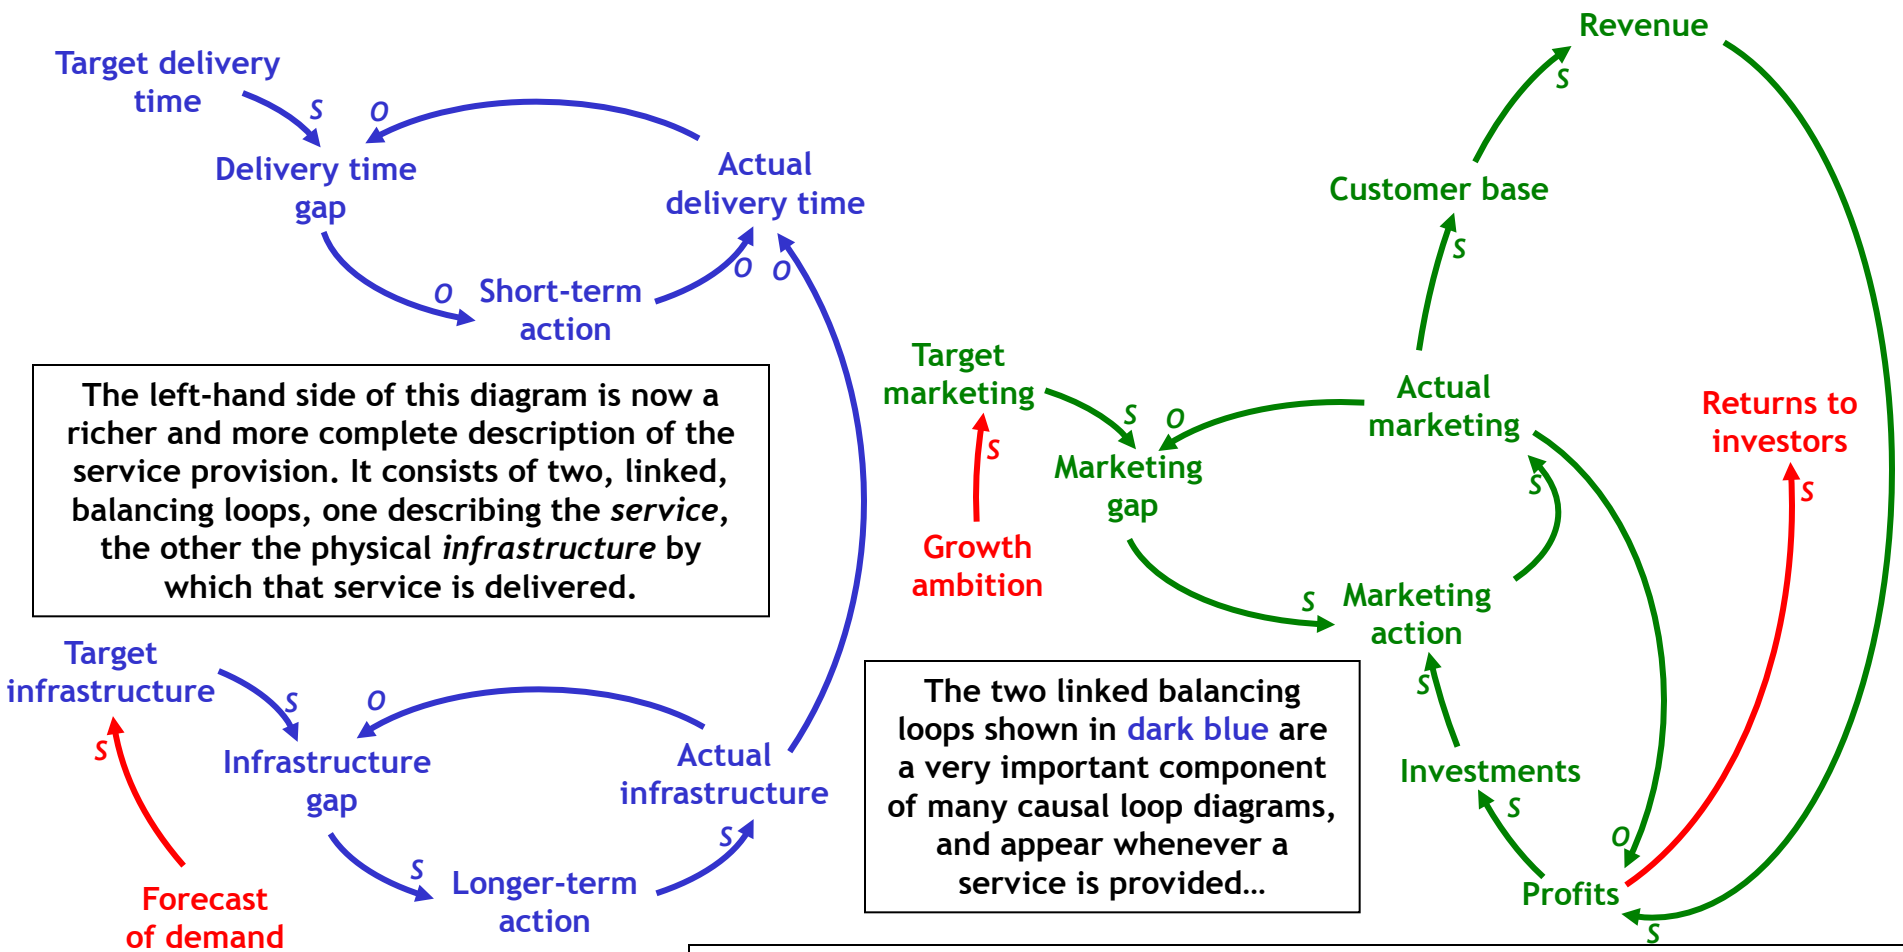 Revenue
Target delivery
time
S
O
S
Delivery time
gap
Actual
delivery time
Customer base
S
O
O
O
Short-term
action
Target
marketing
S
O
Actual
marketing
Returns to
investors
S
Marketing
gap
S
S
Growth
ambition
S
Marketing
action
The left-hand side of this diagram is now a
richer and more complete description of the
service provision. It consists of two, linked,
balancing loops, one describing the service,
the other the physical infrastructure by
which that service is delivered.
Target
infrastructure
S
O
S
Infrastructure
gap
Actual
infrastructure
S
S
Longer-term
action
Forecast
of demand
The two linked balancing
loops shown in dark blue are
a very important component
of many causal loop diagrams,
and appear whenever a
service is provided…
S
Investments
S
O
Profits
S